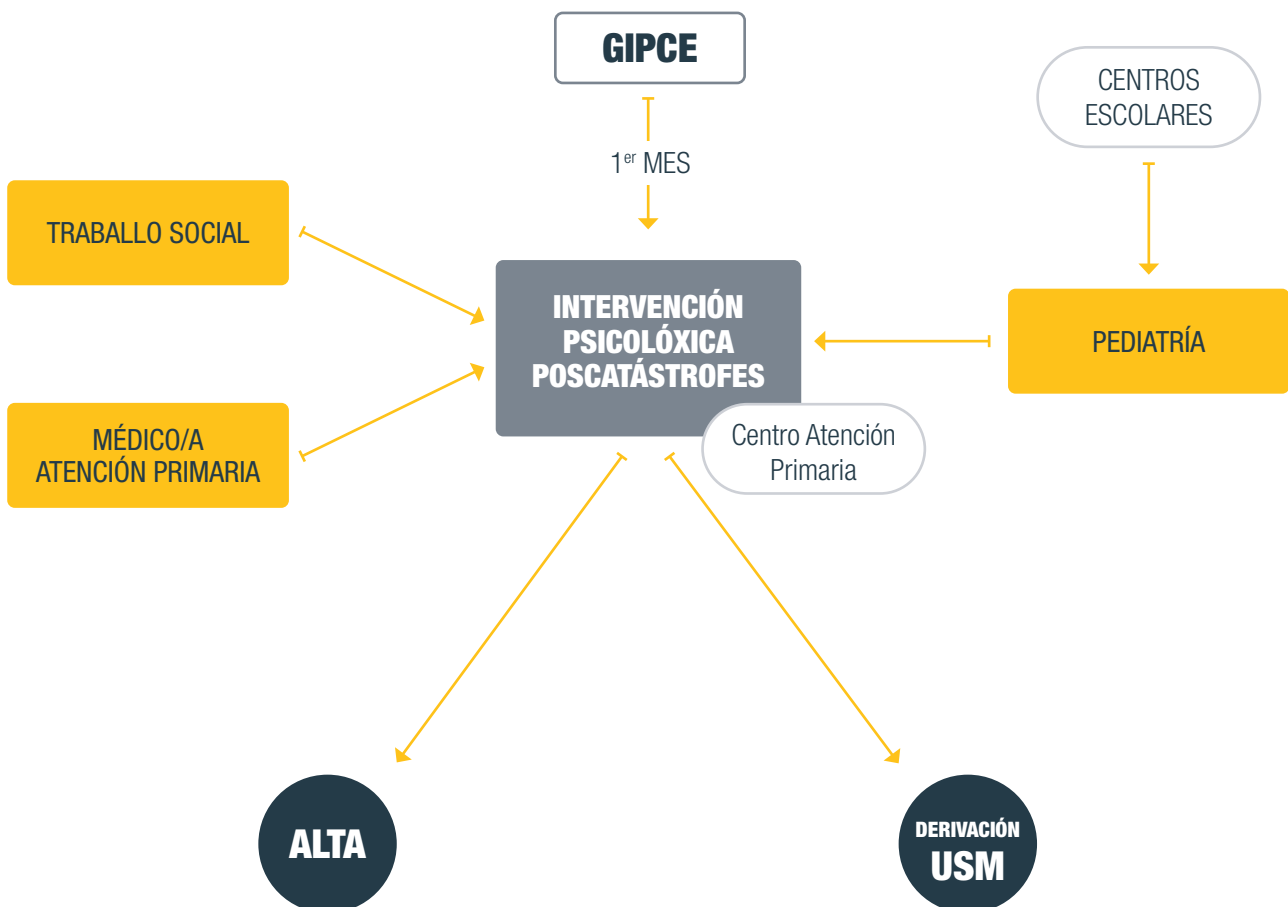 GIPCE
CENTROS
ESCOLARES
1er MES
TRABALLO SOCIAL
INTERVENCIÓN
PSICOLÓXICA
POSCATÁSTROFES
PEDIATRÍA
MÉDICO/A
ATENCIÓN PRIMARIA
Centro Atención
Primaria
ALTA
DERIVACIÓN
USM